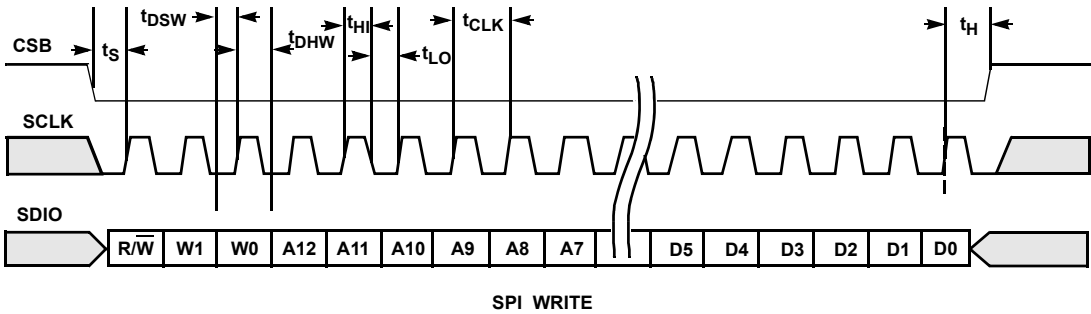 tDSW tHI tCLK tH
CSB tS tDHW tLO
SCLK
SDIO
R/W̅ W1 W0 A12 A11 A10 A9 A8 A7 D5 D4 D3 D2 D1 D0
SPI WRITE